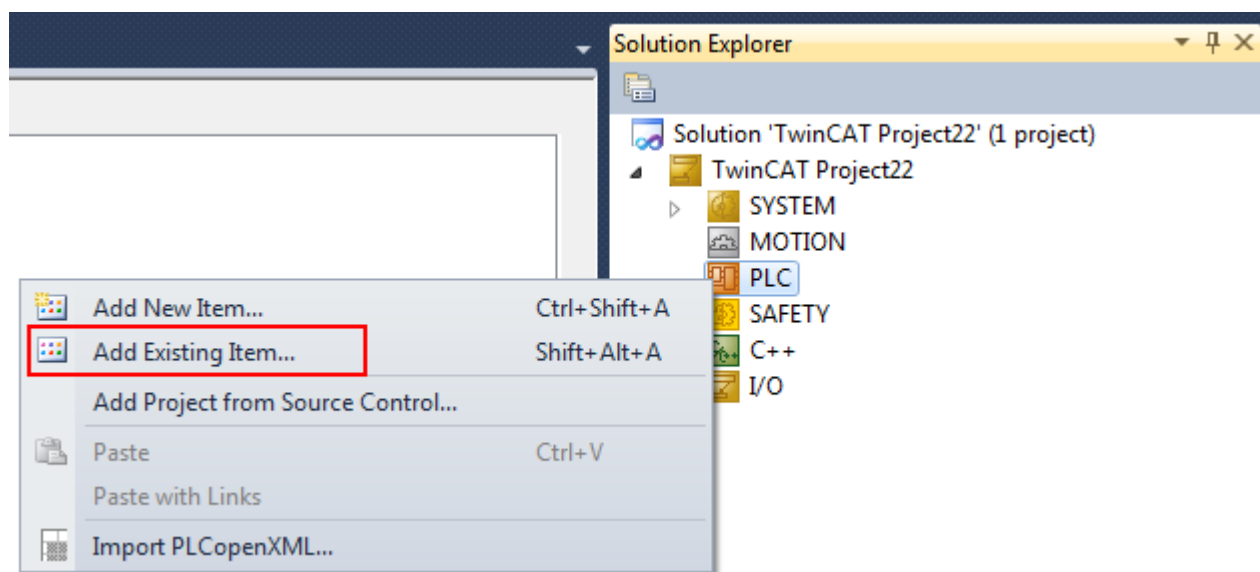 Solution Explorer
Solution 'TwinCAT Project22' (1 project)
TwinCAT Project22
SYSTEM
MOTION
PLC
SAFETY
C++
I/O
Add New Item... Ctrl+Shift+A
Add Existing Item... Shift+Alt+A
Add Project from Source Control...
Paste Ctrl+V
Paste with Links
Import PLCopenXML...